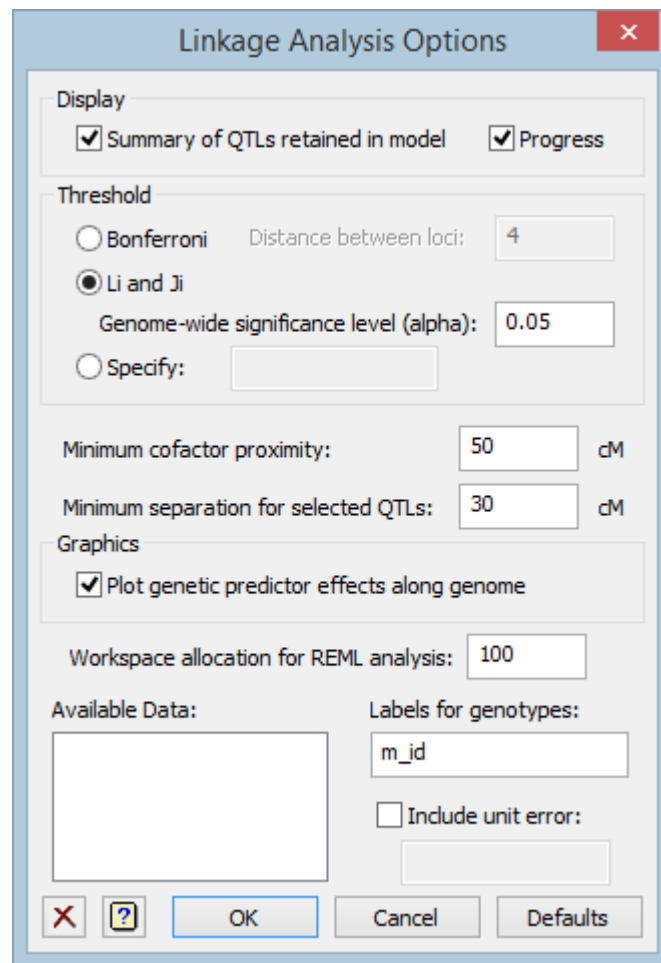 Linkage Analysis Options
Display
Summary of QTLs retained in model Progress
Threshold
Bonferroni Distance between loci: 4
Li and Ji
Genome-wide significance level (alpha): 0.05
Specify:
Minimum cofactor proximity: 50 cM
Minimum separation for selected QTLs: 30 cM
Graphics
Plot genetic predictor effects along genome
Workspace allocation for REML analysis: 100
Available Data: Labels for genotypes:
m_id
Include unit error:
OK Cancel Defaults